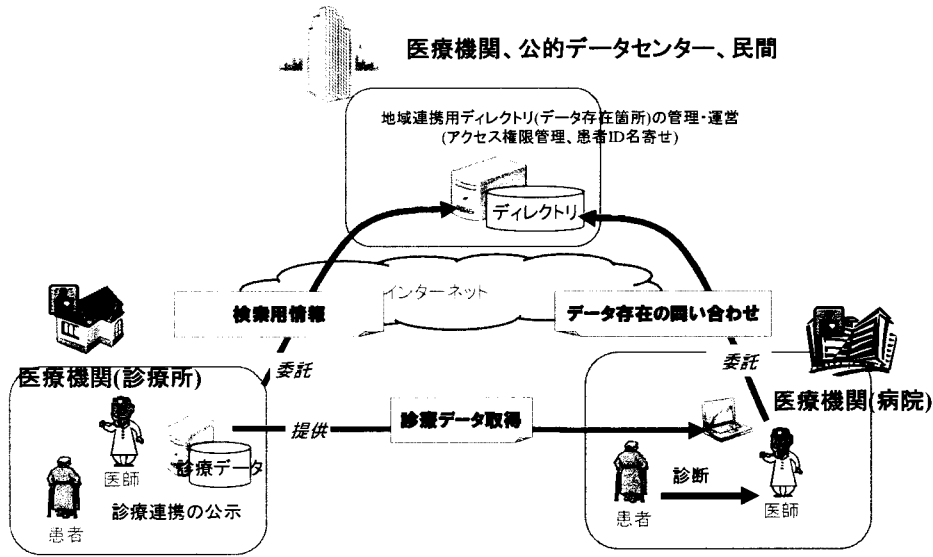 医療機関、公的データセンター、民間
地域連携用ディレクトリ(データ存在箇所)の管理・運営
(アクセス権限管理、患者ID名寄せ)
ディレクトリ
インターネット
検索用情報
データ存在の問い合わせ
委託
委託
医療機関(診療所)
医療機関(病院)
提供
診療データ取得
診療データ
医師
診療連携の公示
患者
診断
患者
医師